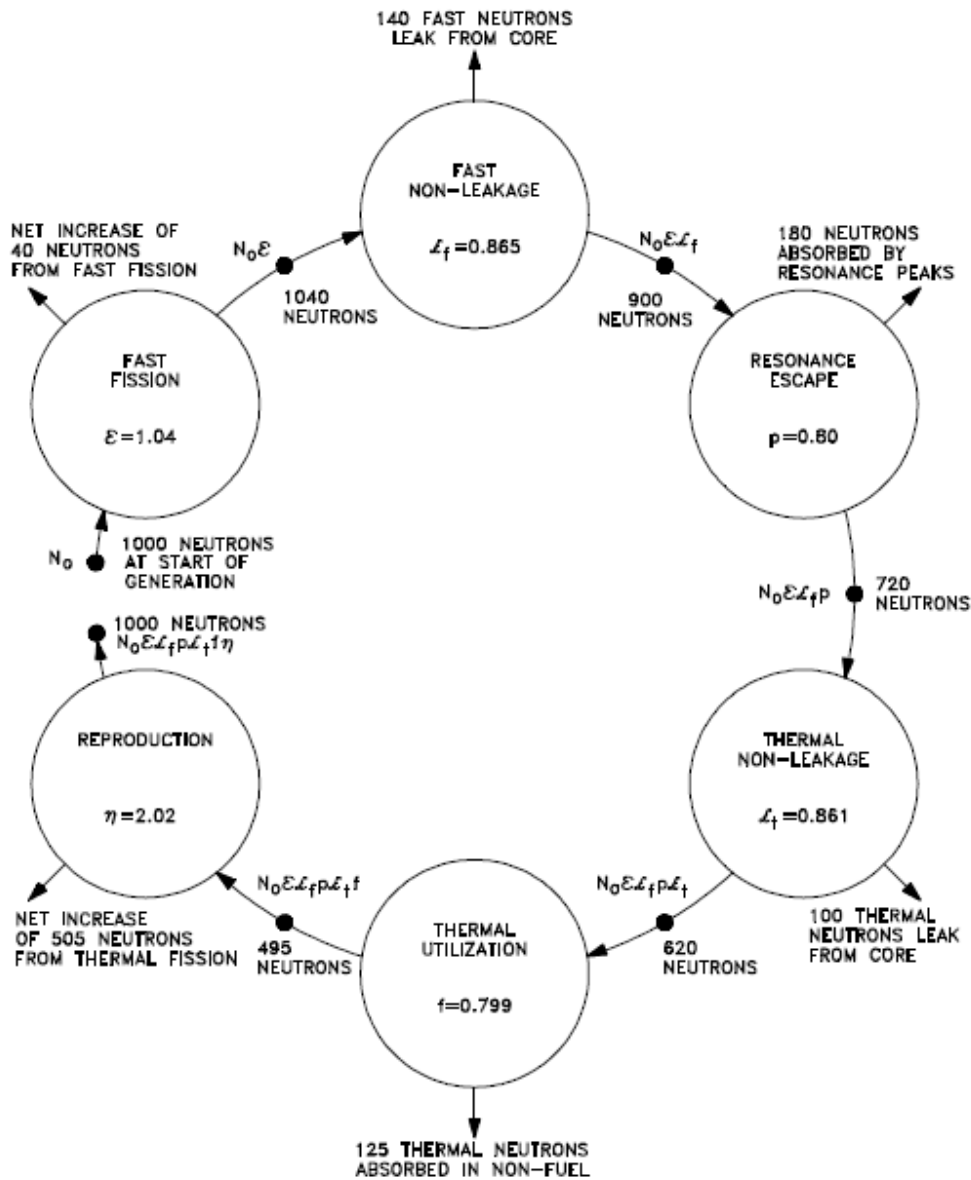 140 FAST NEUTRONS
LEAK FROM CORE
FAST
NON-LEAKAGE
ℒf=0.865
NET INCREASE OF
40 NEUTRONS
FROM FAST FISSION
N₀ε
1040
NEUTRONS
N₀εℒf
900
NEUTRONS
180 NEUTRONS
ABSORBED BY
RESONANCE PEAKS
FAST
FISSION
ε=1.04
RESONANCE
ESCAPE
p=0.80
N₀
1000 NEUTRONS
AT START OF
GENERATION
N₀εℒfp
720
NEUTRONS
1000 NEUTRONS
N₀εℒfpℒtfη
REPRODUCTION
η=2.02
THERMAL
NON-LEAKAGE
ℒt=0.861
NET INCREASE
OF 505 NEUTRONS
FROM THERMAL FISSION
N₀εℒfpℒtf
495
NEUTRONS
THERMAL
UTILIZATION
f=0.799
N₀εℒfpℒt
620
NEUTRONS
100 THERMAL
NEUTRONS LEAK
FROM CORE
125 THERMAL NEUTRONS
ABSORBED IN NON-FUEL